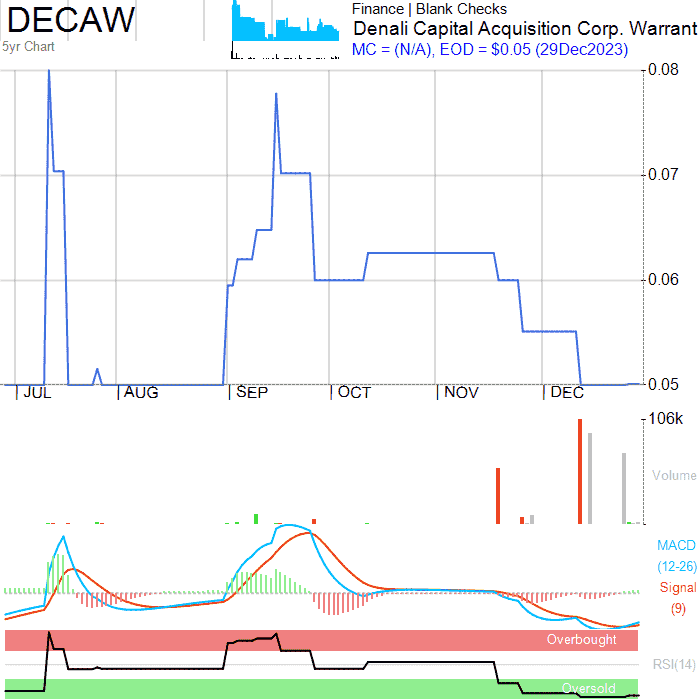 DECAW
5yr Chart
Finance | Blank Checks
Denali Capital Acquisition Corp. Warrant
MC = (N/A), EOD = $0.05 (29Dec2023)
0.08
0.07
0.06
0.05
JUL AUG SEP OCT NOV DEC
106k
Volume
MACD
(12-26)
Signal
(9)
Overbought
RSI(14)
Oversold